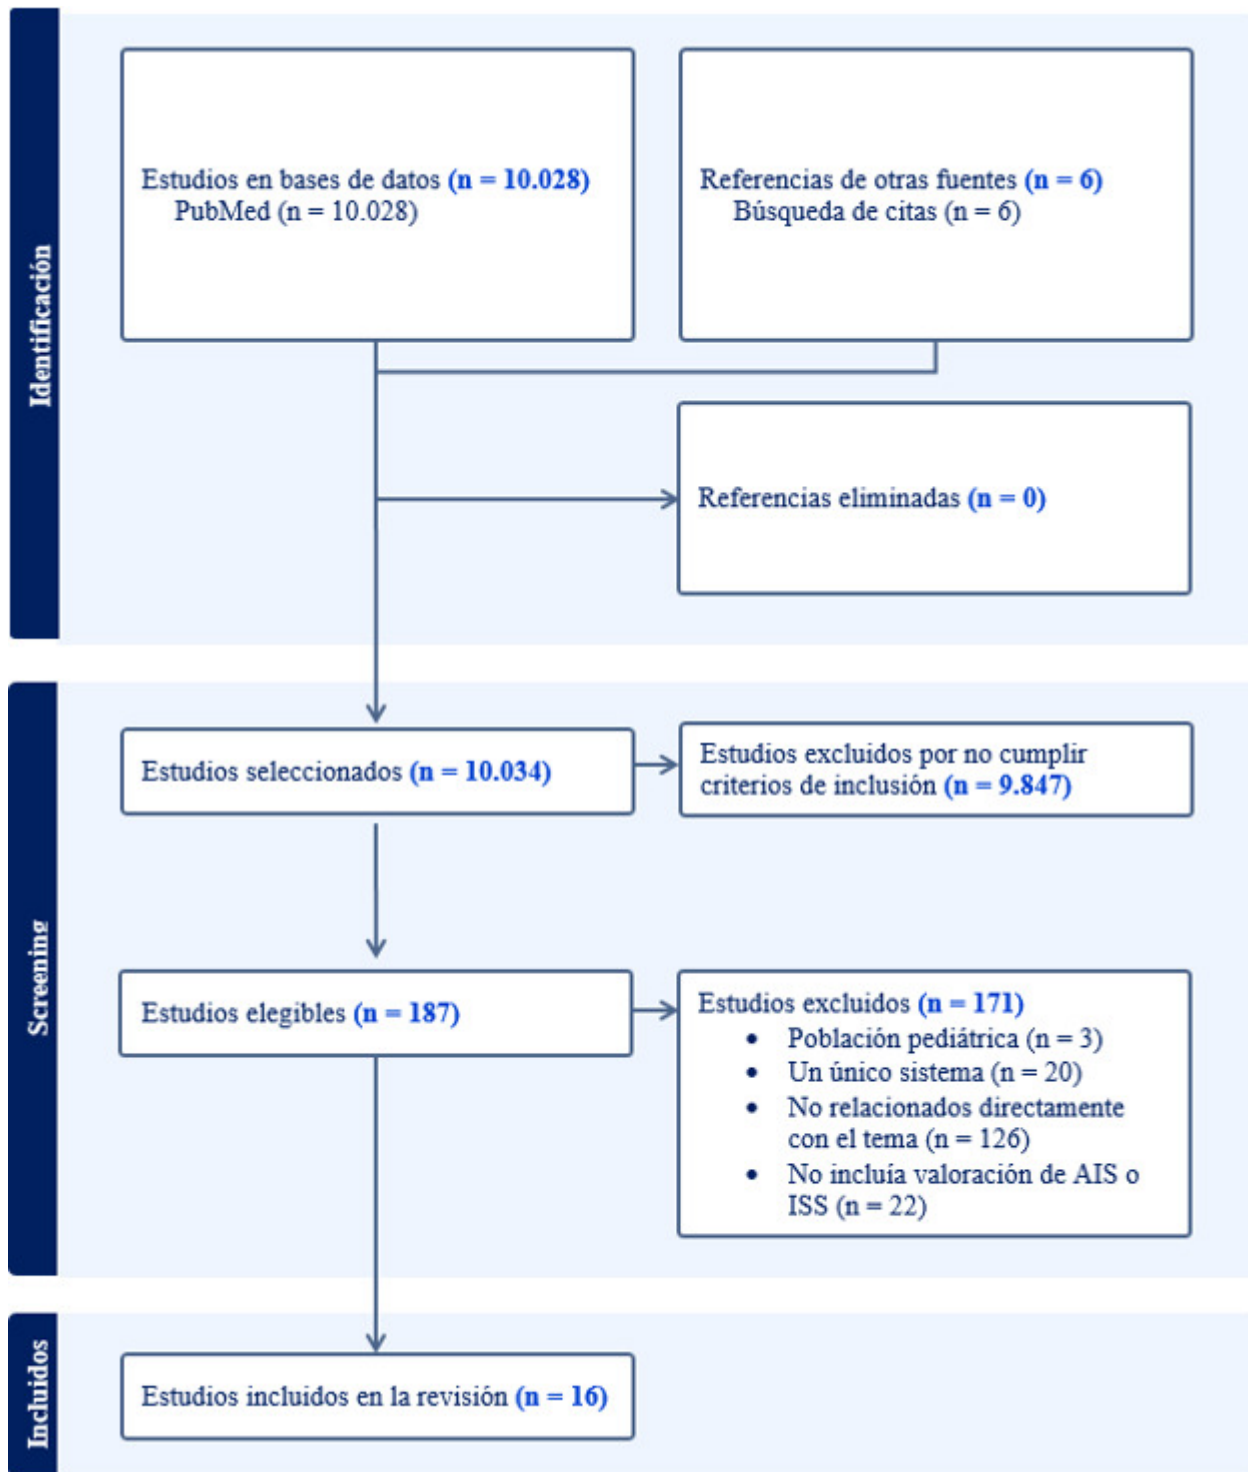 Identificación
Estudios en bases de datos (n = 10.028)
PubMed (n = 10.028)
Referencias de otras fuentes (n = 6)
Búsqueda de citas (n = 6)
Referencias eliminadas (n = 0)
Screening
Estudios seleccionados (n = 10.034)
Estudios excluidos por no cumplir
criterios de inclusión (n = 9.847)
Estudios elegibles (n = 187)
Estudios excluidos (n = 171)
• Población pediátrica (n = 3)
• Un único sistema (n = 20)
• No relacionados directamente
con el tema (n = 126)
• No incluía valoración de AIS o
ISS (n = 22)
Incluidos
Estudios incluidos en la revisión (n = 16)